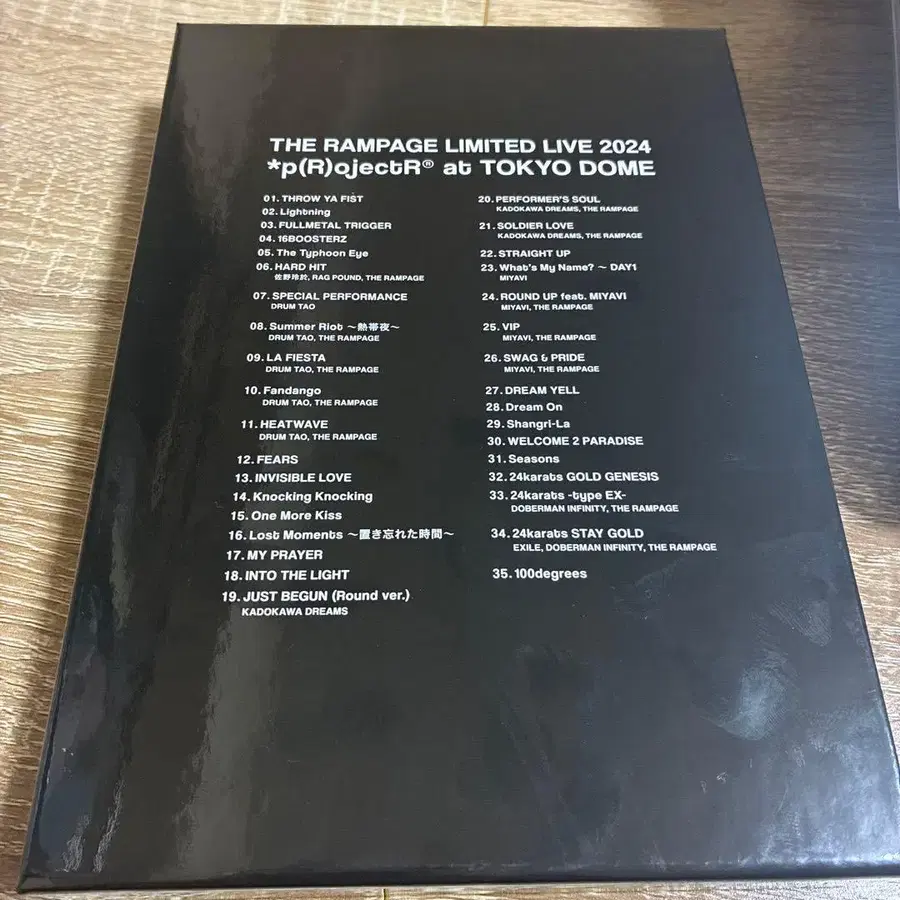 THE RAMPAGE LIMITED LIVE 2024
*p(R)ojectR® at TOKYO DOME
01. THROW YA FIST
02. Lightning
03. FULLMETAL TRIGGER
04. 16BOOSTERZ
05. The Typhoon Eye
06. HARD HIT
佐野玲於, RAG POUND, THE RAMPAGE
07. SPECIAL PERFORMANCE
DRUM TAO
08. Summer Riot ～熱帯夜～
DRUM TAO, THE RAMPAGE
09. LA FIESTA
DRUM TAO, THE RAMPAGE
10. Fandango
DRUM TAO, THE RAMPAGE
11. HEATWAVE
DRUM TAO, THE RAMPAGE
12. FEARS
13. INVISIBLE LOVE
14. Knocking Knocking
15. One More Kiss
16. Lost Moments ～置き忘れた時間～
17. MY PRAYER
18. INTO THE LIGHT
19. JUST BEGUN (Round ver.)
KADOKAWA DREAMS
20. PERFORMER'S SOUL
KADOKAWA DREAMS, THE RAMPAGE
21. SOLDIER LOVE
KADOKAWA DREAMS, THE RAMPAGE
22. STRAIGHT UP
23. What's My Name? ～ DAY1
MIYAVI
24. ROUND UP feat. MIYAVI
MIYAVI, THE RAMPAGE
25. VIP
MIYAVI, THE RAMPAGE
26. SWAG & PRIDE
MIYAVI, THE RAMPAGE
27. DREAM YELL
28. Dream On
29. Shangri-La
30. WELCOME 2 PARADISE
31. Seasons
32. 24karats GOLD GENESIS
33. 24karats -type EX-
DOBERMAN INFINITY, THE RAMPAGE
34. 24karats STAY GOLD
EXILE, DOBERMAN INFINITY, THE RAMPAGE
35. 100degrees